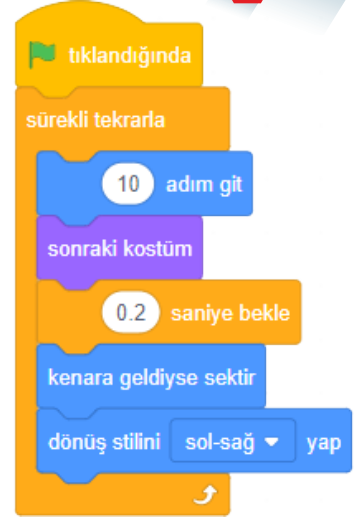 tıklandığında
sürekli tekrarla
10 adım git
sonraki kostüm
0.2 saniye bekle
kenara geldiyse sektir
dönüş stilini sol-sağ yap